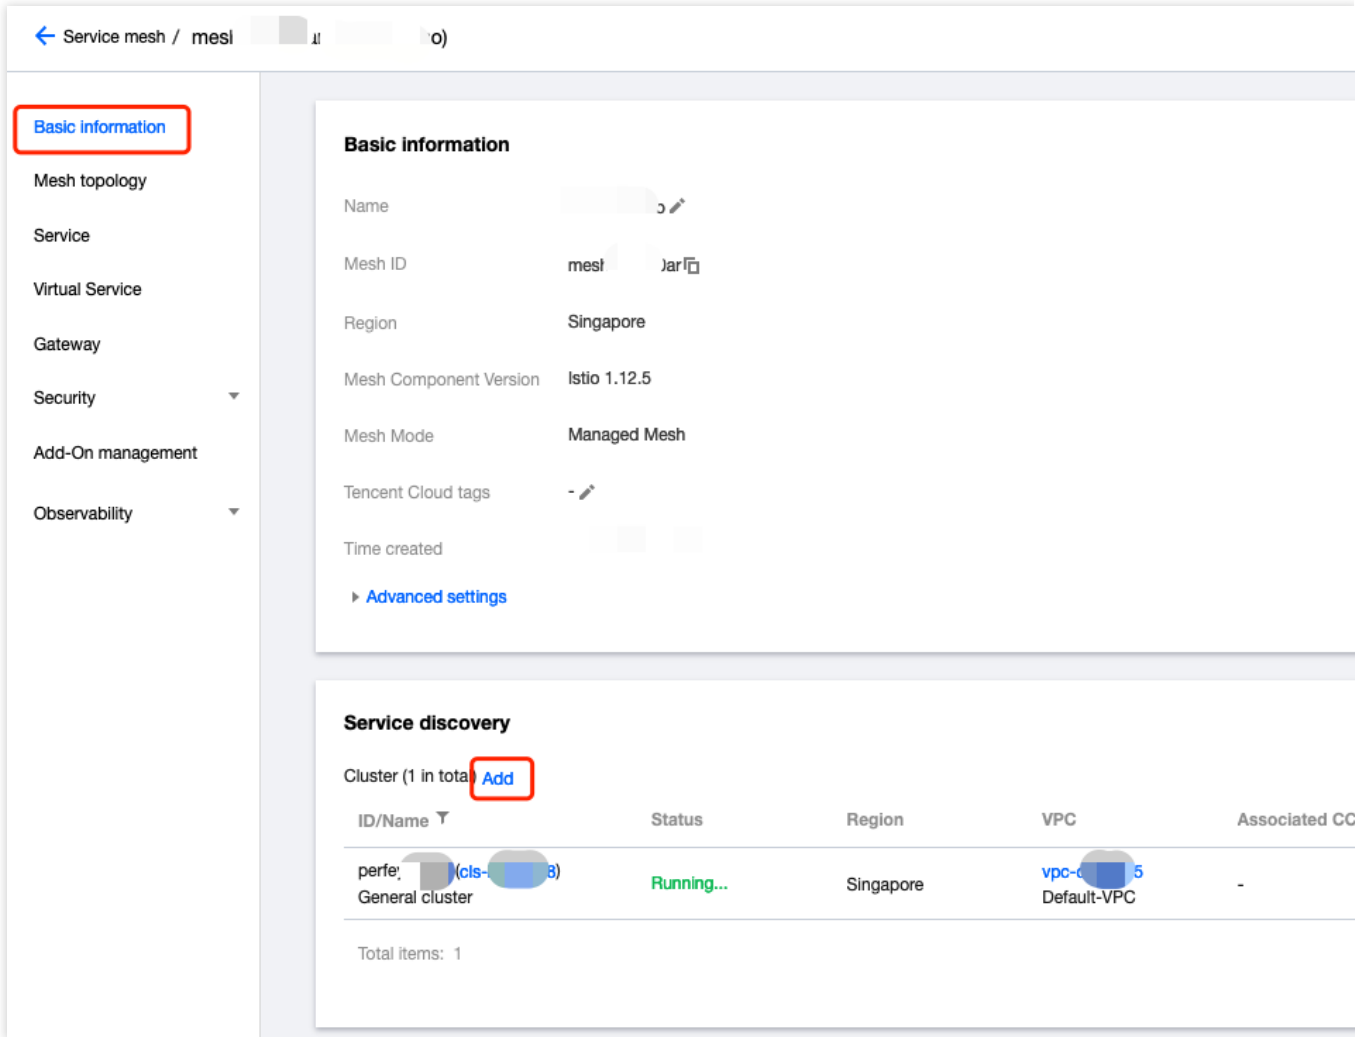 Service mesh /
Basic information
Mesh topology
Service
Virtual Service
Gateway
Security
Add-On management
Observability
Basic information
Name
Mesh ID
Region Singapore
Mesh Component Version Istio 1.12.5
Mesh Mode Managed Mesh
Tencent Cloud tags -
Time created
Advanced settings
Service discovery
Cluster (1 in total) Add
ID/Name Status Region VPC Associated
Running... Singapore -
General cluster Default-VPC
Total items: 1